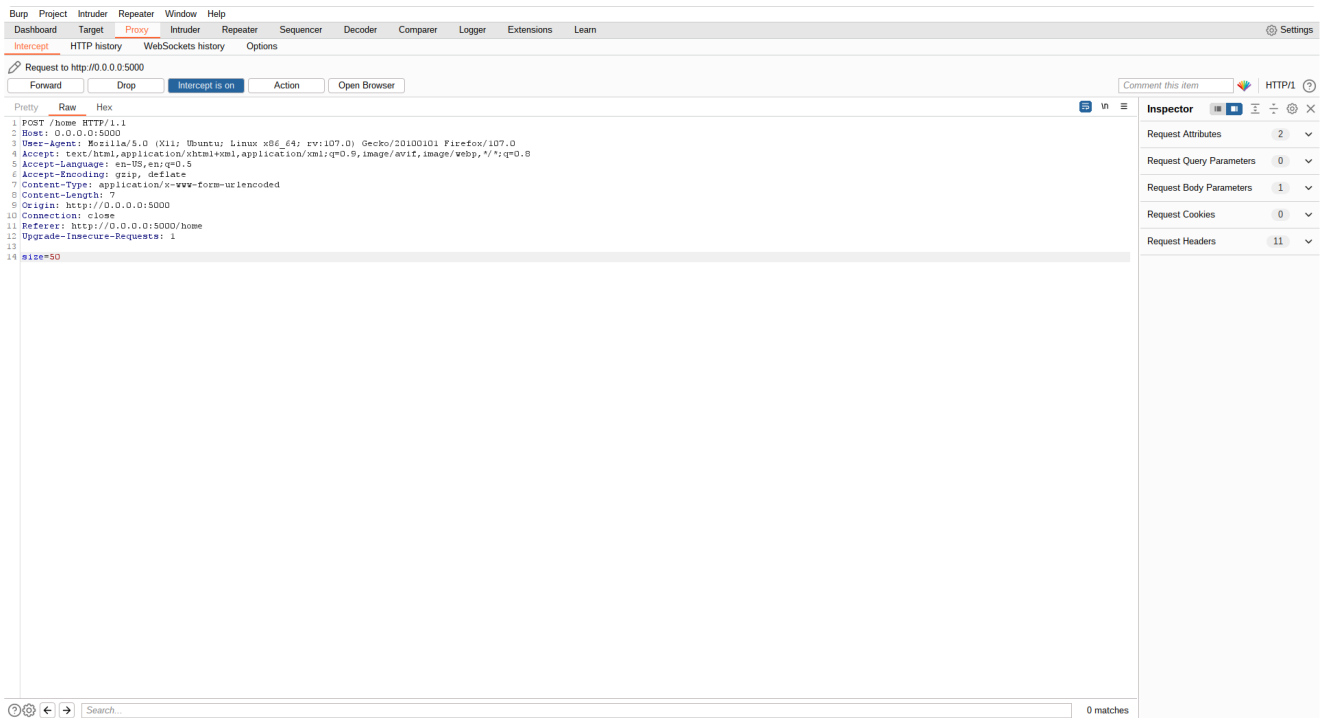 Burp Project Intruder Repeater Window Help
Dashboard Target Proxy Intruder Repeater Sequencer Decoder Comparer Logger Extensions Learn Settings
Intercept HTTP history WebSockets history Options
Request to http://0.0.0.0:5000
Forward Drop Intercept is on Action Open Browser Comment this item HTTP/1 ?
Pretty Raw Hex \n Inspector
1 POST /home HTTP/1.1
2 Host: 0.0.0.0:5000
3 User-Agent: Mozilla/5.0 (X11; Ubuntu; Linux x86_64; rv:107.0) Gecko/20100101 Firefox/107.0
4 Accept: text/html,application/xhtml+xml,application/xml;q=0.9,image/avif,image/webp,*/*;q=0.8
5 Accept-Language: en-US,en;q=0.5
6 Accept-Encoding: gzip, deflate
7 Content-Type: application/x-www-form-urlencoded
8 Content-Length: 7
9 Origin: http://0.0.0.0:5000
10 Connection: close
11 Referer: http://0.0.0.0:5000/home
12 Upgrade-Insecure-Requests: 1
13
14 size=50
Request Attributes 2
Request Query Parameters 0
Request Body Parameters 1
Request Cookies 0
Request Headers 11
? Search... 0 matches